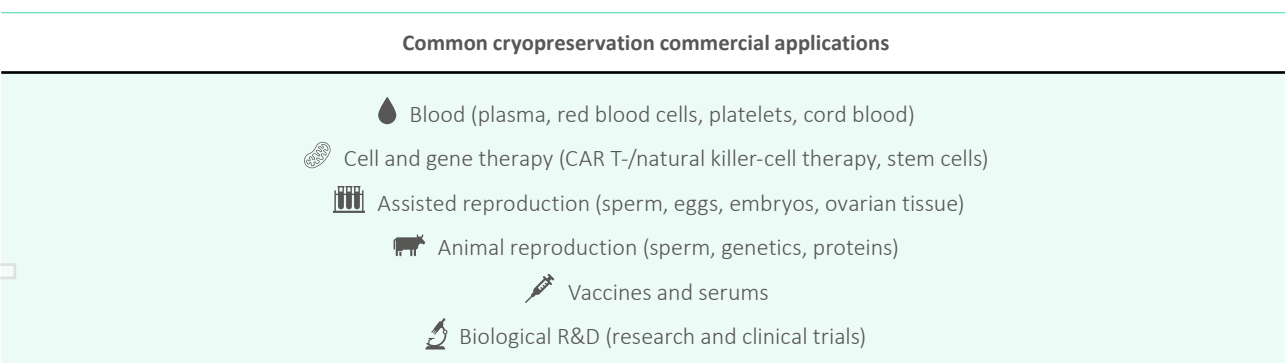 Common cryopreservation commercial applications
Blood (plasma, red blood cells, platelets, cord blood)
Cell and gene therapy (CAR T-/natural killer-cell therapy, stem cells)
Assisted reproduction (sperm, eggs, embryos, ovarian tissue)
Animal reproduction (sperm, genetics, proteins)
Vaccines and serums
Biological R&D (research and clinical trials)